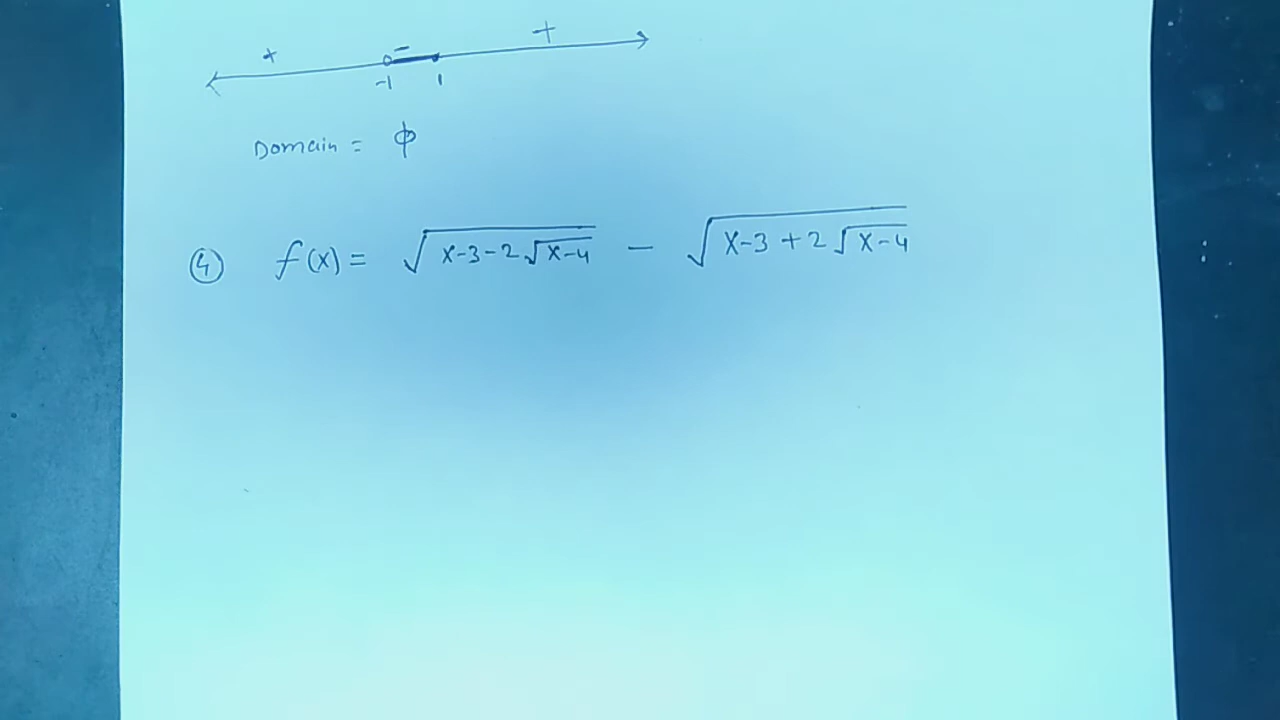 + - +
-1 1
Domain = ϕ
④ f(x) = √(x-3-2√(x-4)) - √(x-3+2√(x-4))